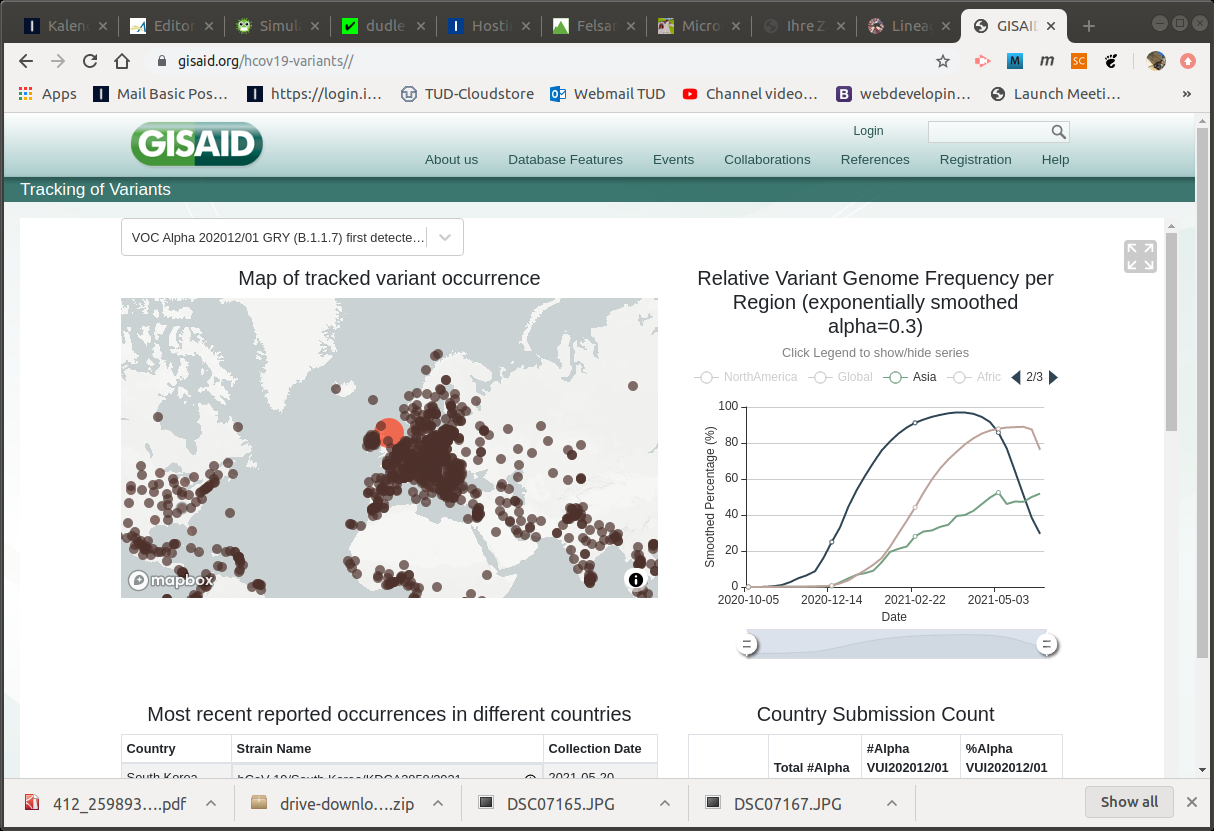 Kalen
Editor
Simul
dudle
Hosti
Felsar
Micro
Ihre Z
Linea
GISAI
gisaid.org/hcov19-variants//
M
m
SC
Apps
Mail Basic Pos…
https://login.i…
TUD-Cloudstore
Webmail TUD
Channel video…
webdevelopin…
Launch Meeti…
»
GISAID
Login
About us
Database Features
Events
Collaborations
References
Registration
Help
Tracking of Variants
VOC Alpha 202012/01 GRY (B.1.1.7) first detecte…
Map of tracked variant occurrence
mapbox
Relative Variant Genome Frequency per
Region (exponentially smoothed
alpha=0.3)
Click Legend to show/hide series
NorthAmerica
Global
Asia
Afric
2/3
Smoothed Percentage (%)
100
80
60
40
20
0
2020-10-05
2020-12-14
2021-02-22
2021-05-03
Date
Most recent reported occurrences in different countries
Country
Strain Name
Collection Date
South Korea
hCoV-19/South Korea/KDCA2858/2021
2021-05-20
Country Submission Count
Total #Alpha
#Alpha
VUI202012/01
%Alpha
VUI202012/01
412_259893….pdf
drive-downlo….zip
DSC07165.JPG
DSC07167.JPG
Show all